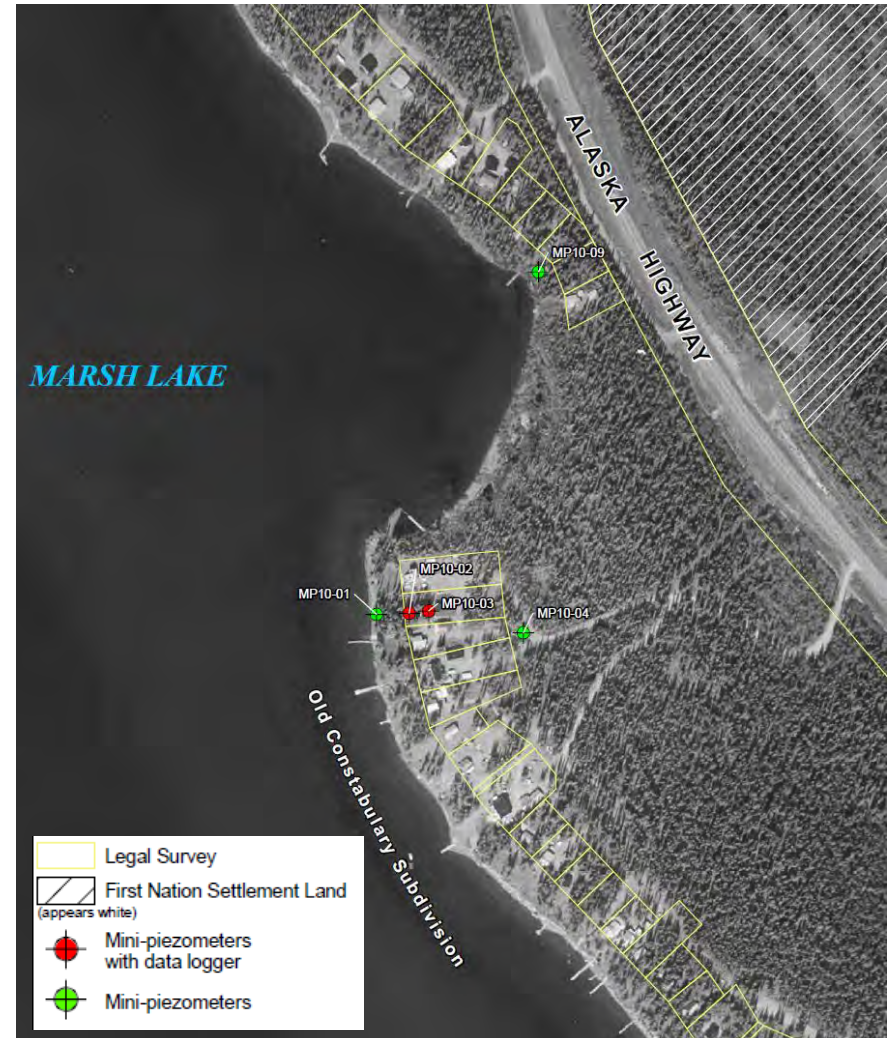 ALASKA
HIGHWAY
MP10-09
MARSH LAKE
MP10-02
MP10-01
MP10-03
MP10-04
Old Constabulary Subdivision
Legal Survey
First Nation Settlement Land
(appears white)
Mini-piezometers
with data logger
Mini-piezometers